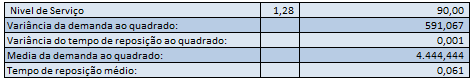 Nivel de Serviço 1,28 90,00
Variância da demanda ao quadrado: 591,067
Variância do tempo de reposição ao quadrado: 0,001
Media da demanda ao quadrado: 4.444,444
Tempo de reposição médio: 0,061